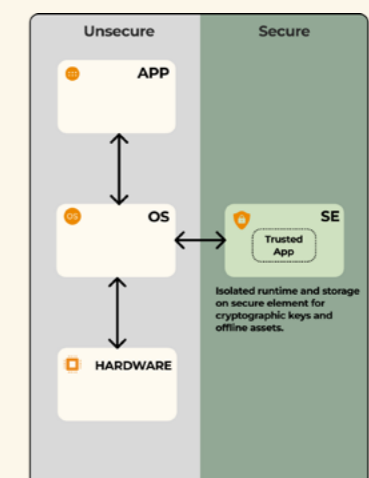 Unsecure
Secure
APP
OS
OS
SE
Trusted
App
Isolated runtime and storage
on secure element for
cryptographic keys and
offline assets.
HARDWARE